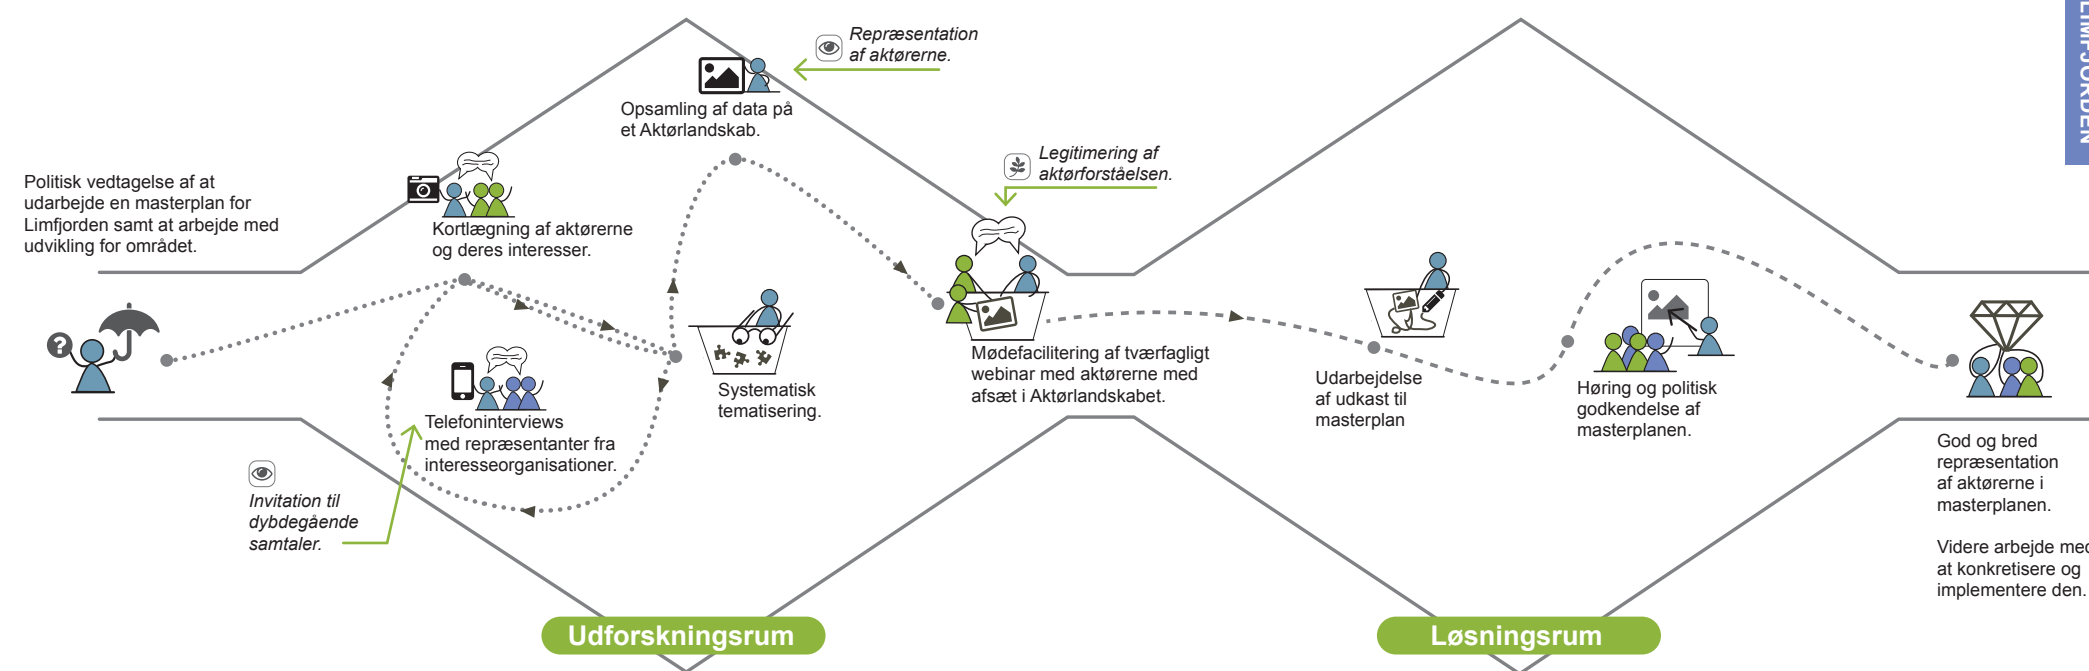 LIMFJORDEN
Repræsentation
af aktørerne.
Opsamling af data på
et Aktørlandskab.
Legitimering af
aktørforståelsen.
Politisk vedtagelse af at
udarbejde en masterplan for
Limfjorden samt at arbejde med
udvikling for området.
Kortlægning af aktørerne
og deres interesser.
?
Telefoninterviews
med repræsentanter fra
interesseorganisationer.
Systematisk
tematisering.
Mødefacilitering af tværfagligt
webinar med aktørerne med
afsæt i Aktørlandskabet.
Udarbejdelse
af udkast til
masterplan
Høring og politisk
godkendelse af
masterplanen.
Invitation til
dybdegående
samtaler.
God og bred
repræsentation
af aktørerne i
masterplanen.
Videre arbejde med
at konkretisere og
implementere den.
Udforskningsrum
Løsningsrum